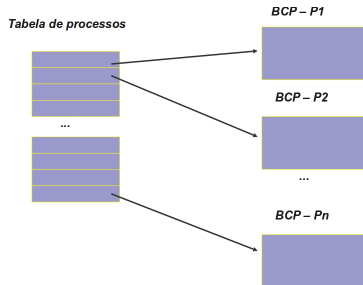 BCP – P1
Tabela de processos
BCP – P2
...
...
BCP – Pn